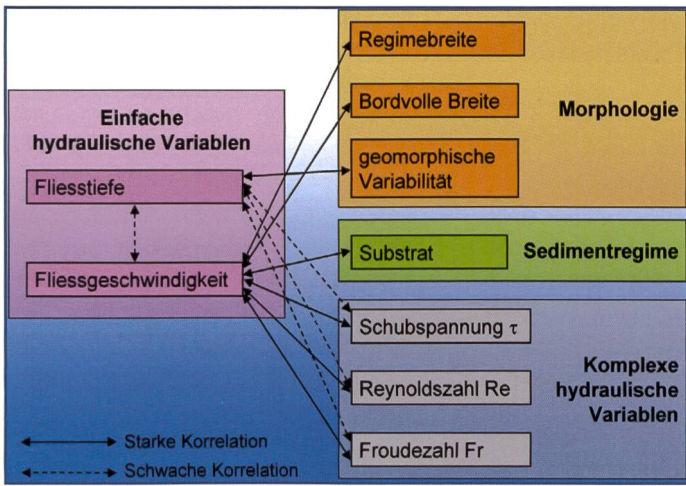 Einfache
hydraulische Variablen
Fliesstiefe
Fliessgeschwindigkeit
Starke Korrelation
Schwache Korrelation
Regimebreite
Bordvolle Breite
geomorphische
Variabilität
Morphologie
Substrat
Sedimentregime
Schubspannung τ
Reynoldszahl Re
Froudezahl Fr
Komplexe
hydraulische
Variablen